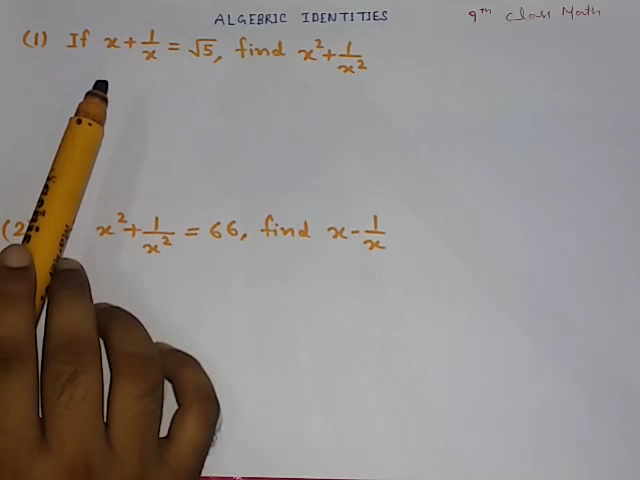 ALGEBRIC IDENTITIES 9th Class Math
(1) If x + 1/x = √5, find x² + 1/x²
(2 x² + 1/x² = 66, find x - 1/x